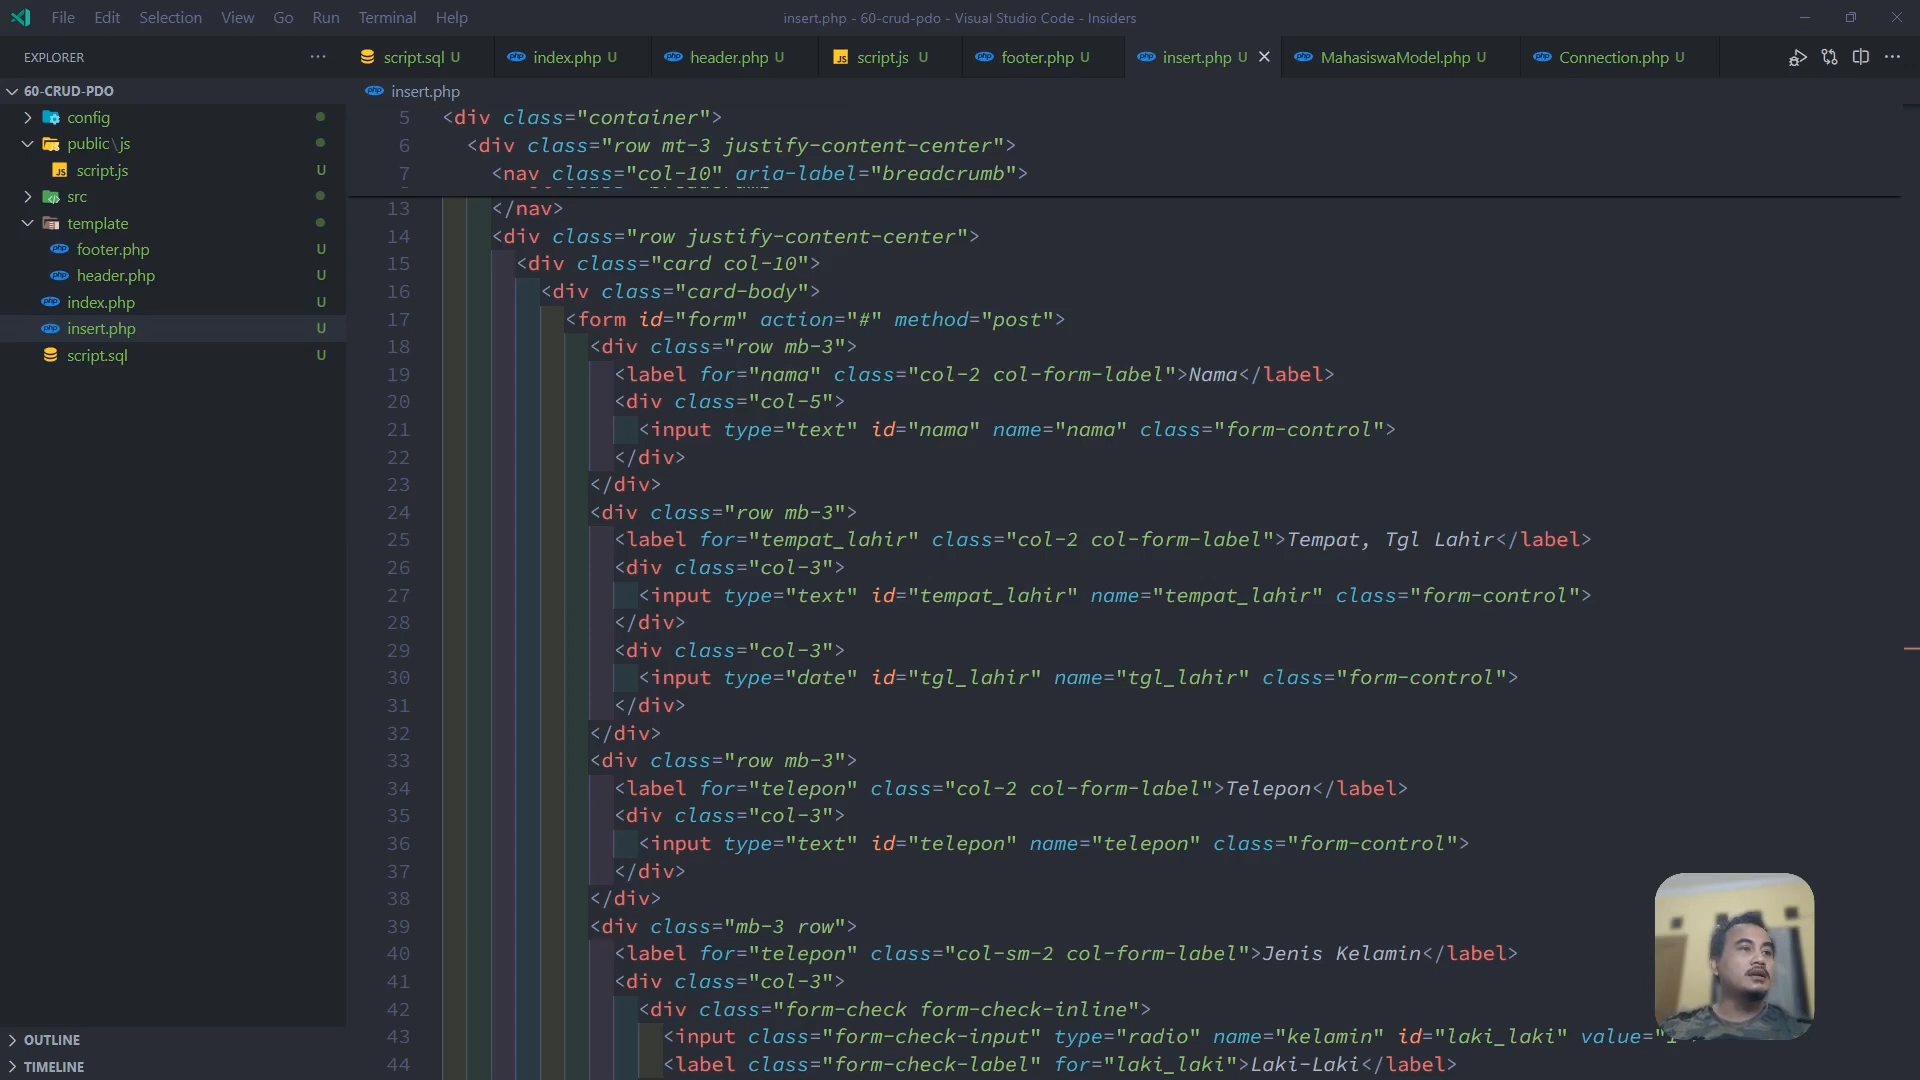 File Edit Selection View Go Run Terminal Help
insert.php - 60-crud-pdo - Visual Studio Code - Insiders
EXPLORER
script.sql U
index.php U
header.php U
JS script.js U
footer.php U
insert.php U
MahasiswaModel.php U
Connection.php U
60-CRUD-PDO
config
public\js
JS script.js U
src
template
php footer.php U
php header.php U
php index.php U
php insert.php U
script.sql U
OUTLINE
TIMELINE
php insert.php
5 <div class="container">
6 <div class="row mt-3 justify-content-center">
7 <nav class="col-10" aria-label="breadcrumb">
13 </nav>
14 <div class="row justify-content-center">
15 <div class="card col-10">
16 <div class="card-body">
17 <form id="form" action="#" method="post">
18 <div class="row mb-3">
19 <label for="nama" class="col-2 col-form-label">Nama</label>
20 <div class="col-5">
21 <input type="text" id="nama" name="nama" class="form-control">
22 </div>
23 </div>
24 <div class="row mb-3">
25 <label for="tempat_lahir" class="col-2 col-form-label">Tempat, Tgl Lahir</label>
26 <div class="col-3">
27 <input type="text" id="tempat_lahir" name="tempat_lahir" class="form-control">
28 </div>
29 <div class="col-3">
30 <input type="date" id="tgl_lahir" name="tgl_lahir" class="form-control">
31 </div>
32 </div>
33 <div class="row mb-3">
34 <label for="telepon" class="col-2 col-form-label">Telepon</label>
35 <div class="col-3">
36 <input type="text" id="telepon" name="telepon" class="form-control">
37 </div>
38 </div>
39 <div class="mb-3 row">
40 <label for="telepon" class="col-sm-2 col-form-label">Jenis Kelamin</label>
41 <div class="col-3">
42 <div class="form-check form-check-inline">
43 <input class="form-check-input" type="radio" name="kelamin" id="laki_laki" value="
44 <label class="form-check-label" for="laki_laki">Laki-Laki</label>